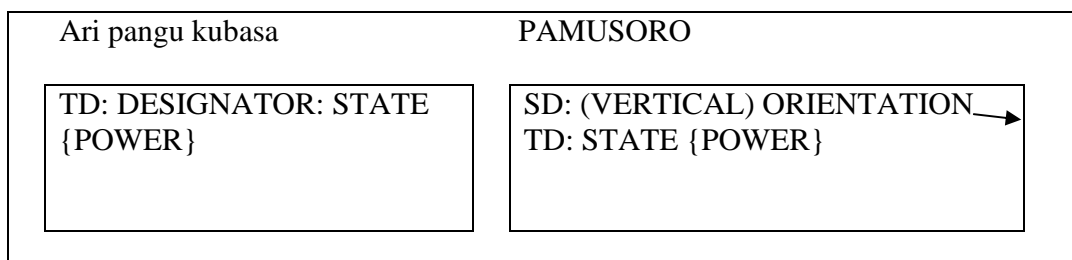 Ari pangu kubasa PAMUSORO
TD: DESIGNATOR: STATE
{POWER}
SD: (VERTICAL) ORIENTATION
TD: STATE {POWER}